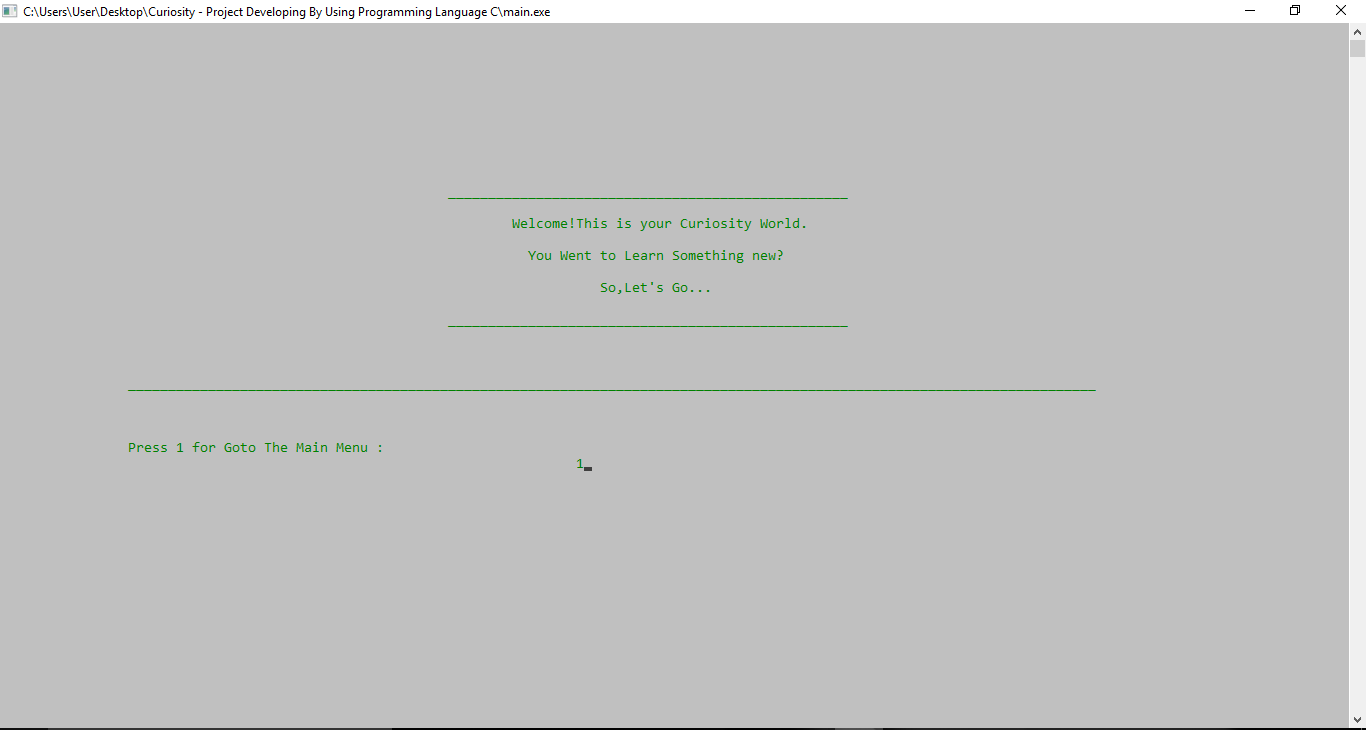 C:\Users\User\Desktop\Curiosity - Project Developing By Using Programming Language C\main.exe
Welcome!This is your Curiosity World.
You Went to Learn Something new?
So,Let's Go...
Press 1 for Goto The Main Menu :
1